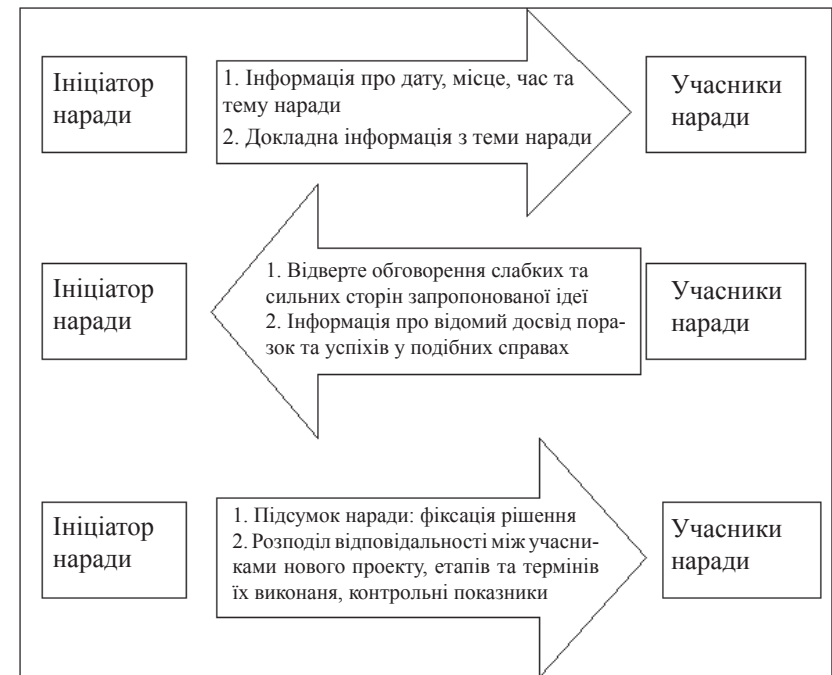 Ініціатор
наради
1. Інформація про дату, місце, час та
тему наради
2. Докладна інформація з теми наради
Учасники
наради
Ініціатор
наради
1. Відверте обговорення слабких та
сильних сторін запропонованої ідеї
2. Інформація про відомий досвід пора-
зок та успіхів у подібних справах
Учасники
наради
Ініціатор
наради
1. Підсумок наради: фіксація рішення
2. Розподіл відповідальності між учасни-
ками нового проекту, етапів та термінів
їх виконаня, контрольні показники
Учасники
наради